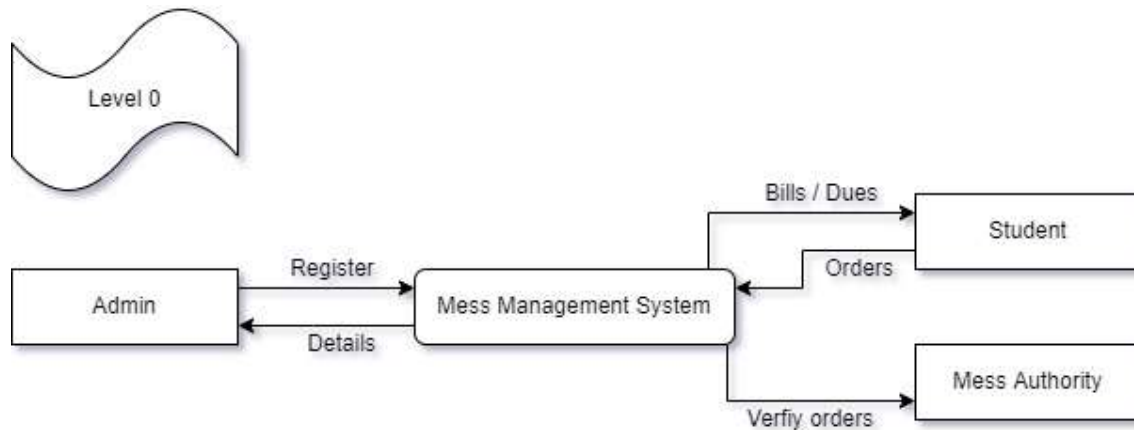 Level 0
Bills / Dues
Student
Register
Orders
Admin
Mess Management System
Details
Mess Authority
Verfiy orders